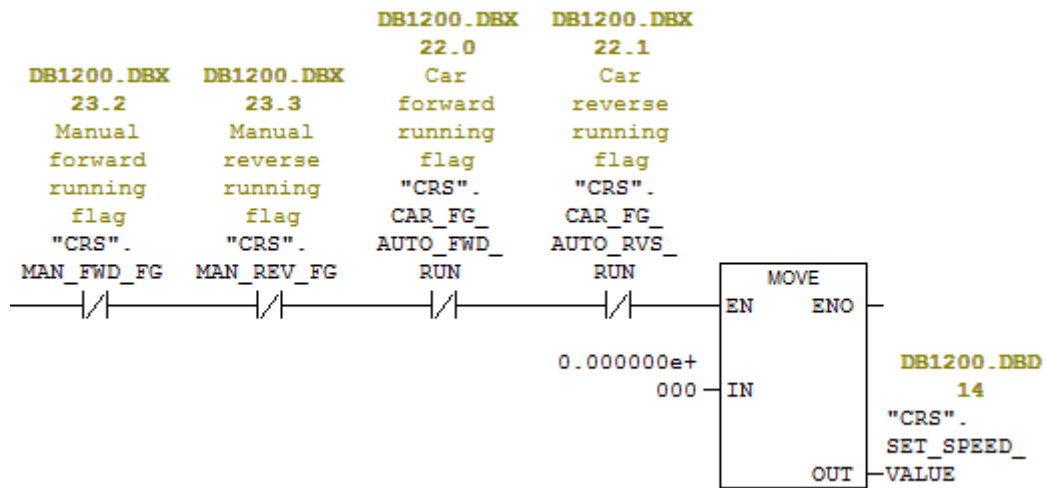 DB1200.DBX
23.2
Manual
forward
running
flag
"CRS".
MAN_FWD_FG
DB1200.DBX
23.3
Manual
reverse
running
flag
"CRS".
MAN_REV_FG
DB1200.DBX
22.0
Car
forward
running
flag
"CRS".
CAR_FG_
AUTO_FWD_
RUN
DB1200.DBX
22.1
Car
reverse
running
flag
"CRS".
CAR_FG_
AUTO_RVS_
RUN
MOVE
EN ENO
0.000000e+
000
IN
DB1200.DBD
14
"CRS".
SET_SPEED_
VALUE
OUT